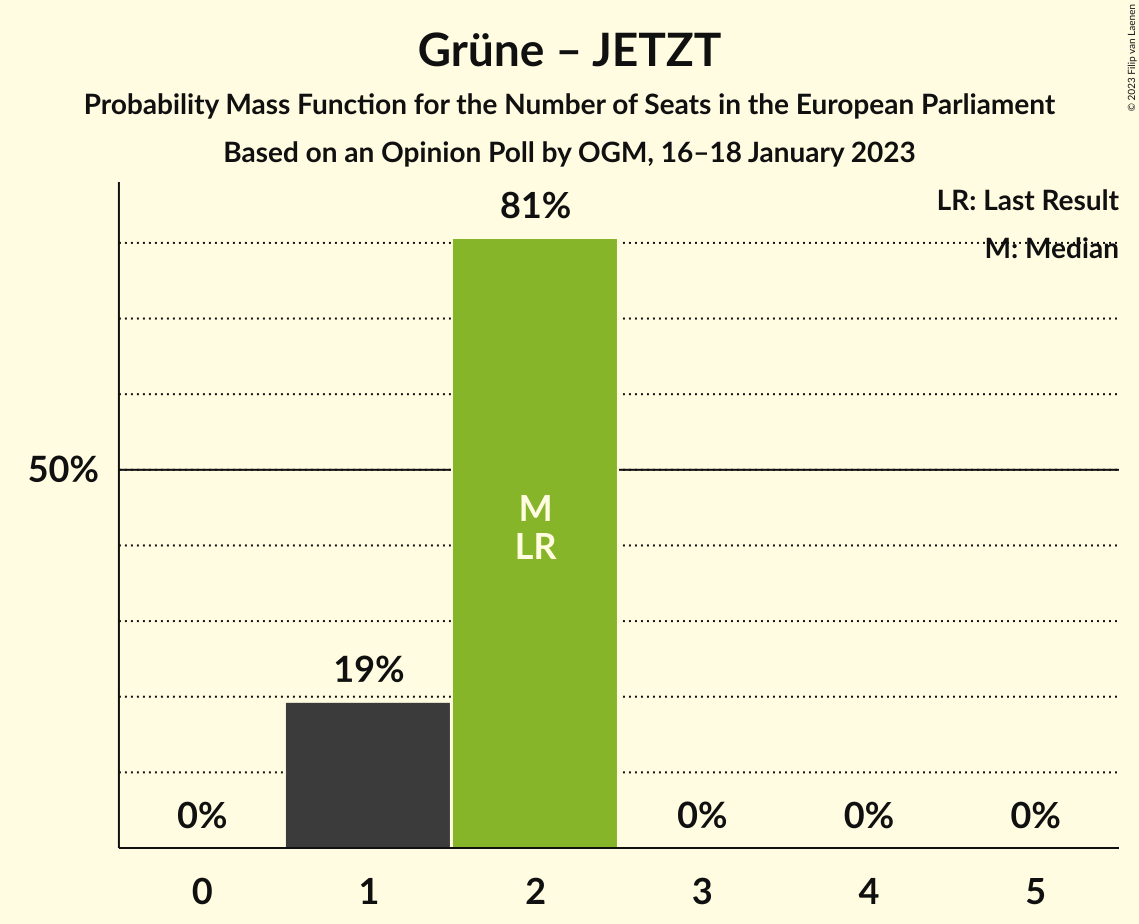 Grüne – JETZT
Probability Mass Function for the Number of Seats in the European Parliament
Based on an Opinion Poll by OGM, 16–18 January 2023
© 2023 Filip van Laenen
LR: Last Result
M: Median
81%
50%
M
LR
19%
0%
0%
0%
0%
0 1 2 3 4 5